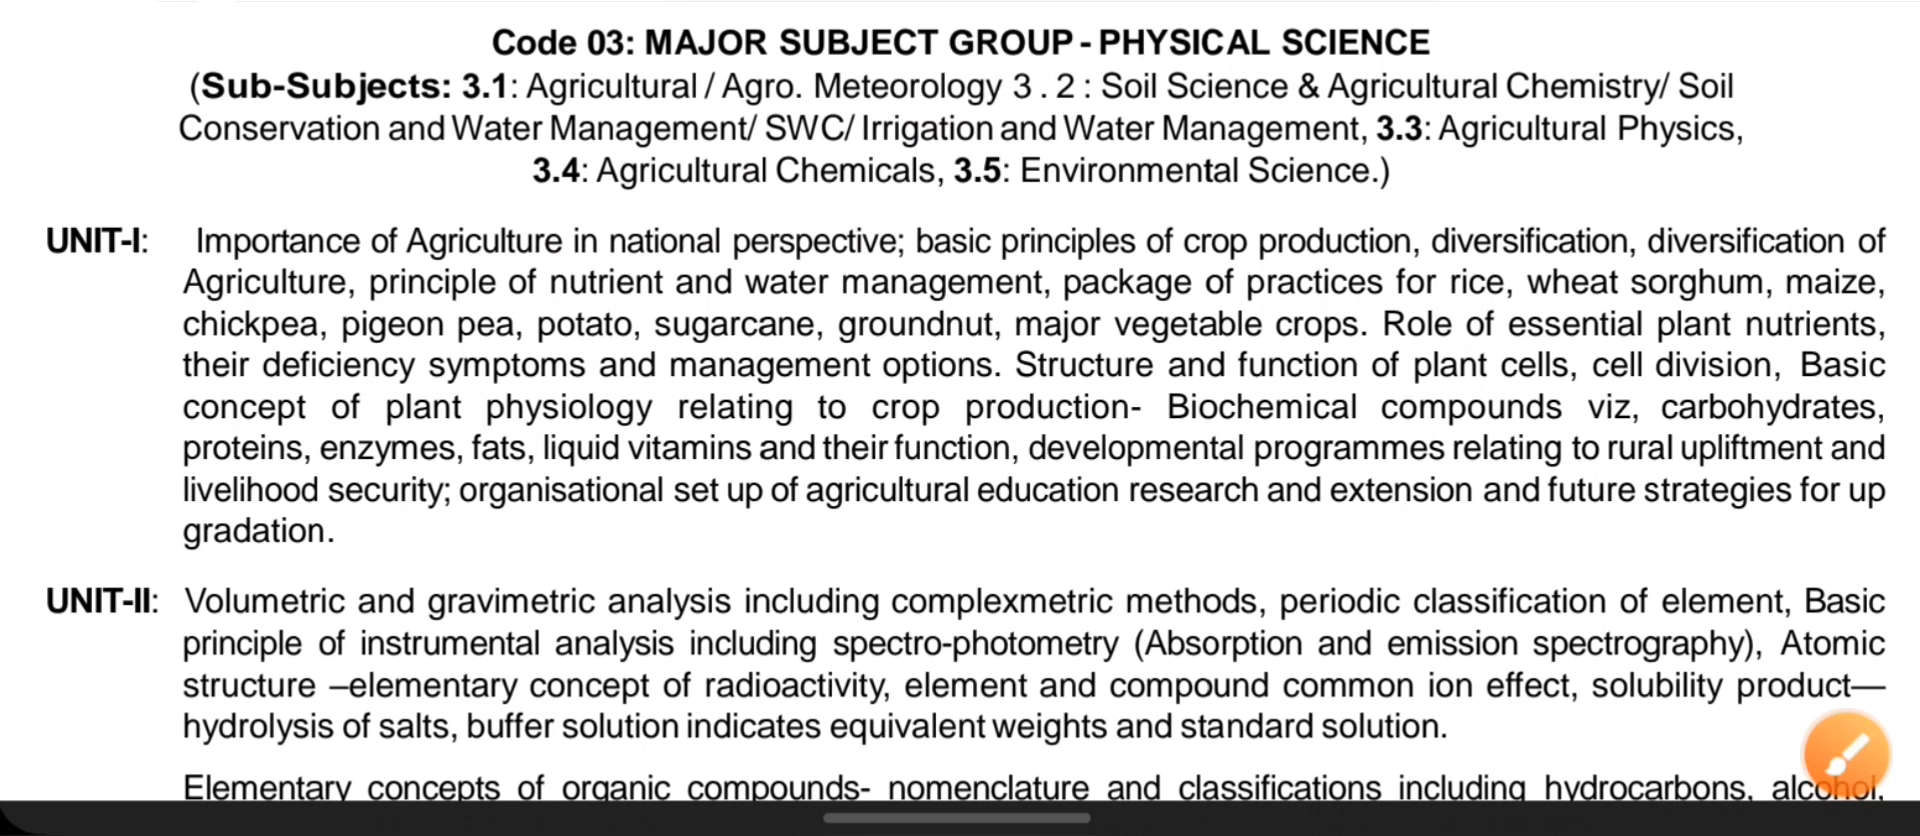 Code 03: MAJOR SUBJECT GROUP - PHYSICAL SCIENCE
(Sub-Subjects: 3.1: Agricultural / Agro. Meteorology 3 . 2 : Soil Science & Agricultural Chemistry/ Soil
Conservation and Water Management/ SWC/ Irrigation and Water Management, 3.3: Agricultural Physics,
3.4: Agricultural Chemicals, 3.5: Environmental Science.)
UNIT-I: Importance of Agriculture in national perspective; basic principles of crop production, diversification, diversification of
Agriculture, principle of nutrient and water management, package of practices for rice, wheat sorghum, maize,
chickpea, pigeon pea, potato, sugarcane, groundnut, major vegetable crops. Role of essential plant nutrients,
their deficiency symptoms and management options. Structure and function of plant cells, cell division, Basic
concept of plant physiology relating to crop production- Biochemical compounds viz, carbohydrates,
proteins, enzymes, fats, liquid vitamins and their function, developmental programmes relating to rural upliftment and
livelihood security; organisational set up of agricultural education research and extension and future strategies for up
gradation.
UNIT-II: Volumetric and gravimetric analysis including complexmetric methods, periodic classification of element, Basic
principle of instrumental analysis including spectro-photometry (Absorption and emission spectrography), Atomic
structure –elementary concept of radioactivity, element and compound common ion effect, solubility product—
hydrolysis of salts, buffer solution indicates equivalent weights and standard solution.
Elementary concepts of organic compounds- nomenclature and classifications including hydrocarbons, alcohol,